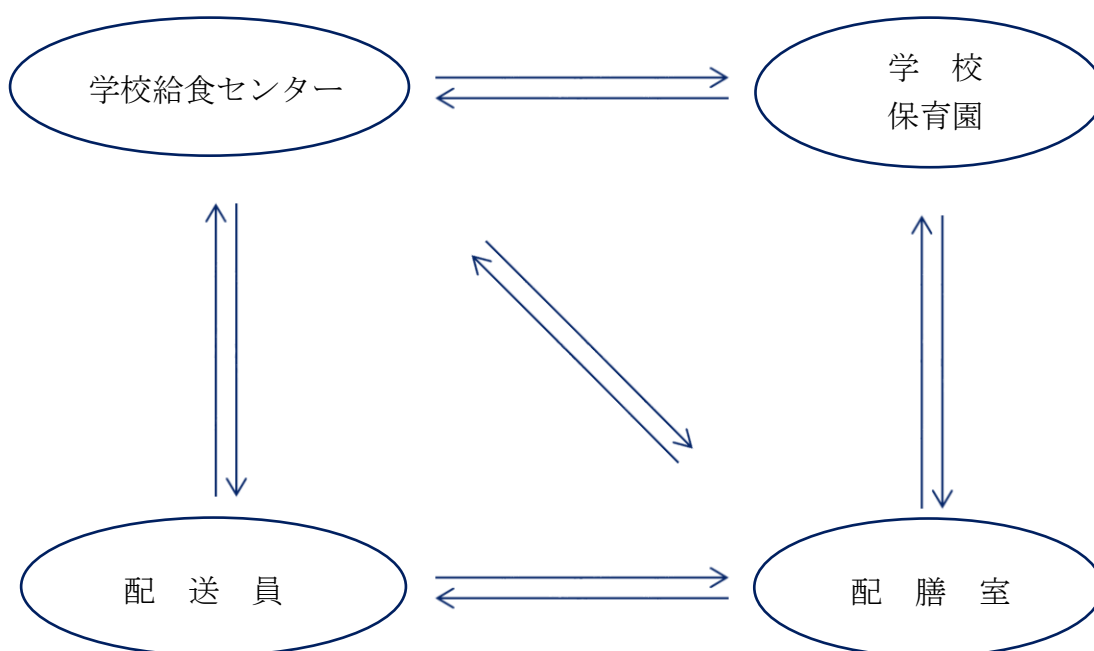 学校給食センター
学　校
保育園
配　送　員
配　膳　室